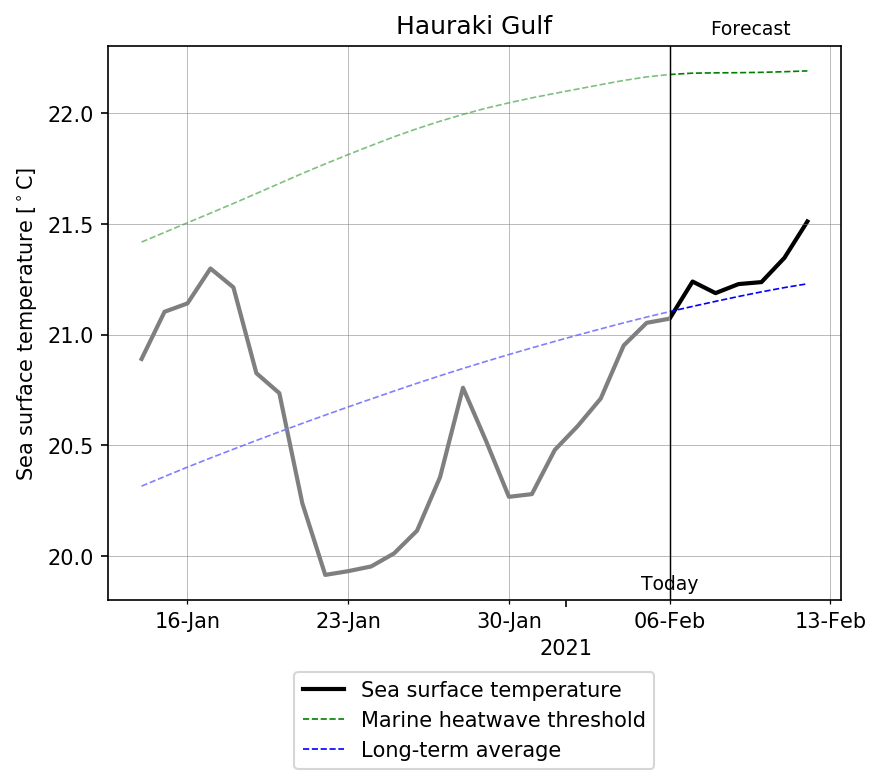 Hauraki Gulf
Forecast
Sea surface temperature [°C]
22.0
21.5
21.0
20.5
20.0
Today
16-Jan 23-Jan 30-Jan 06-Feb 13-Feb
2021
Sea surface temperature
Marine heatwave threshold
Long-term average